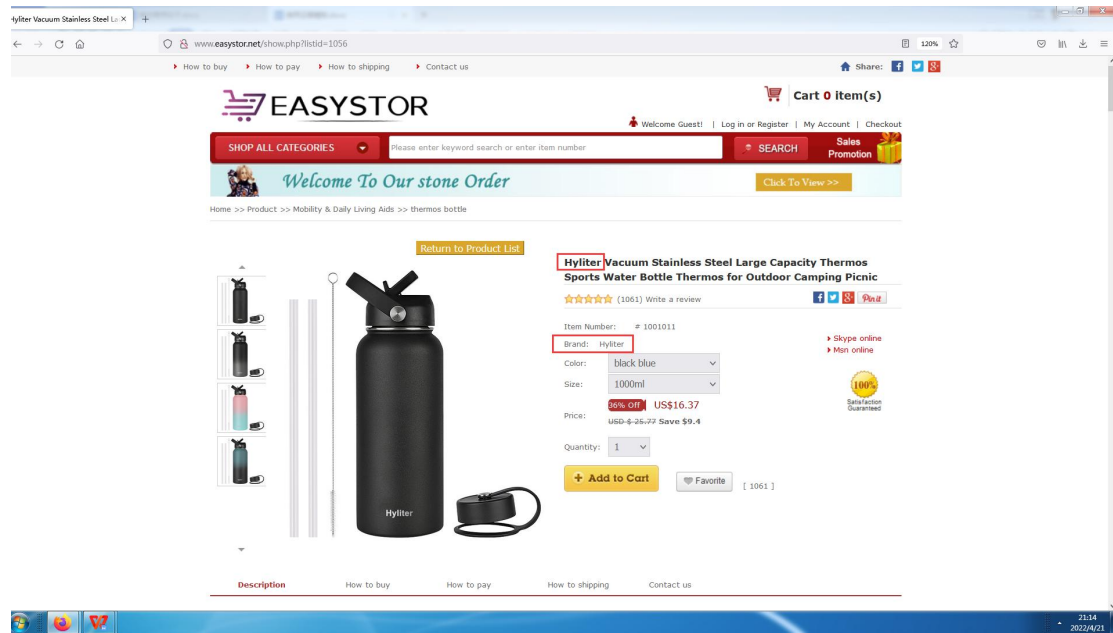 Hyliter Vacuum Stainless Steel La
www.easystor.net/show.php?listid=1056
120%
How to buy How to pay How to shipping Contact us
Share:
EASYSTOR
Cart 0 item(s)
Welcome Guest! | Log in or Register | My Account | Checkout
SHOP ALL CATEGORIES
Please enter keyword search or enter item number
SEARCH
Sales
Promotion
Welcome To Our stone Order
Click To View >>
Home >> Product >> Mobility & Daily Living Aids >> thermos bottle
Return to Product List
Hyliter Vacuum Stainless Steel Large Capacity Thermos
Sports Water Bottle Thermos for Outdoor Camping Picnic
(1061) Write a review
Pin it
Item Number: # 1001011
Brand: Hyliter
Color: black blue
Size: 1000ml
Price: 36% Off US$16.37
USD $ 25.77 Save $9.4
Quantity: 1
+ Add to Cart
Favorite
[ 1061 ]
Skype online
Msn online
100%
Satisfaction
Guaranteed
Hyliter
Description How to buy How to pay How to shipping Contact us
21:14
2022/4/21